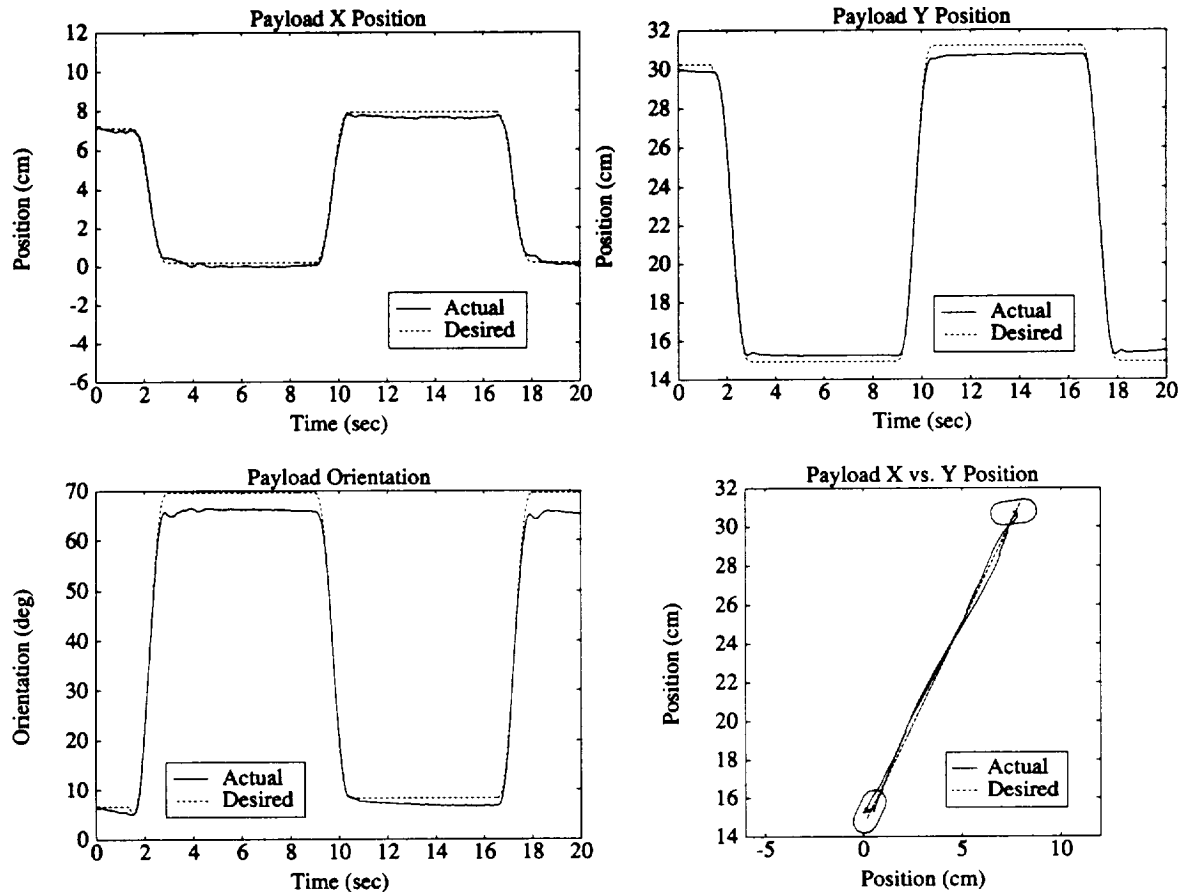 Payload X Position
12
10
8
6
4
2
0
-2
-4
-6
Position (cm)
Actual
Desired
0 2 4 6 8 10 12 14 16 18 20
Time (sec)
Payload Y Position
32
30
28
26
24
22
20
18
16
14
Position (cm)
Actual
Desired
0 2 4 6 8 10 12 14 16 18 20
Time (sec)
Payload Orientation
70
60
50
40
30
20
10
0
Orientation (deg)
Actual
Desired
0 2 4 6 8 10 12 14 16 18 20
Time (sec)
Payload X vs. Y Position
32
30
28
26
24
22
20
18
16
14
Position (cm)
Actual
Desired
-5 0 5 10
Position (cm)